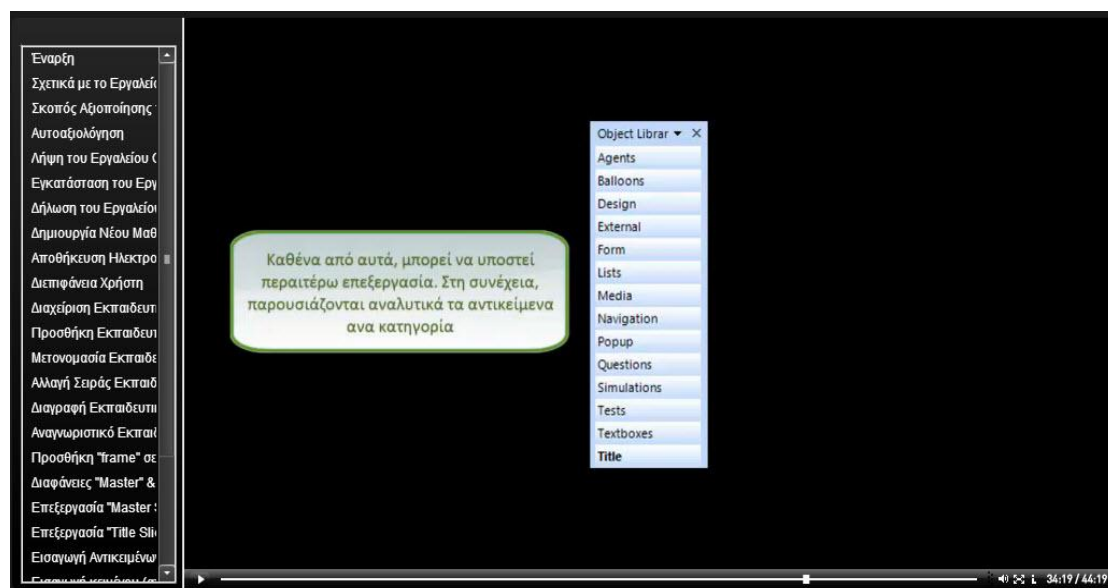 Έναρξη
Σχετικά με το Εργαλείο
Σκοπός Αξιοποίησης
Αυτοαξιολόγηση
Λήψη του Εργαλείου
Εγκατάσταση του Εργ
Δήλωση του Εργαλείο
Δημιουργία Νέου Μαθ
Αποθήκευση Ηλεκτρο
Διεπιφάνεια Χρήστη
Διαχείριση Εκπαιδευτ
Προσθήκη Εκπαιδευ
Μετονομασία Εκπαιδε
Αλλαγή Σειράς Εκπαιδ
Διαγραφή Εκπαιδευτι
Αναγνωριστικό Εκπαι
Προσθήκη "frame" σε
Διαφάνειες "Master" &
Επεξεργασία "Master
Επεξεργασία "Title Sli
Εισαγωγή Αντικειμένω
Καθένα από αυτά, μπορεί να υποστεί
περαιτέρω επεξεργασία. Στη συνέχεια,
παρουσιάζονται αναλυτικά τα αντικείμενα
ανα κατηγορία
Object Librar
Agents
Balloons
Design
External
Form
Lists
Media
Navigation
Popup
Questions
Simulations
Tests
Textboxes
Title
34:19 / 44:19